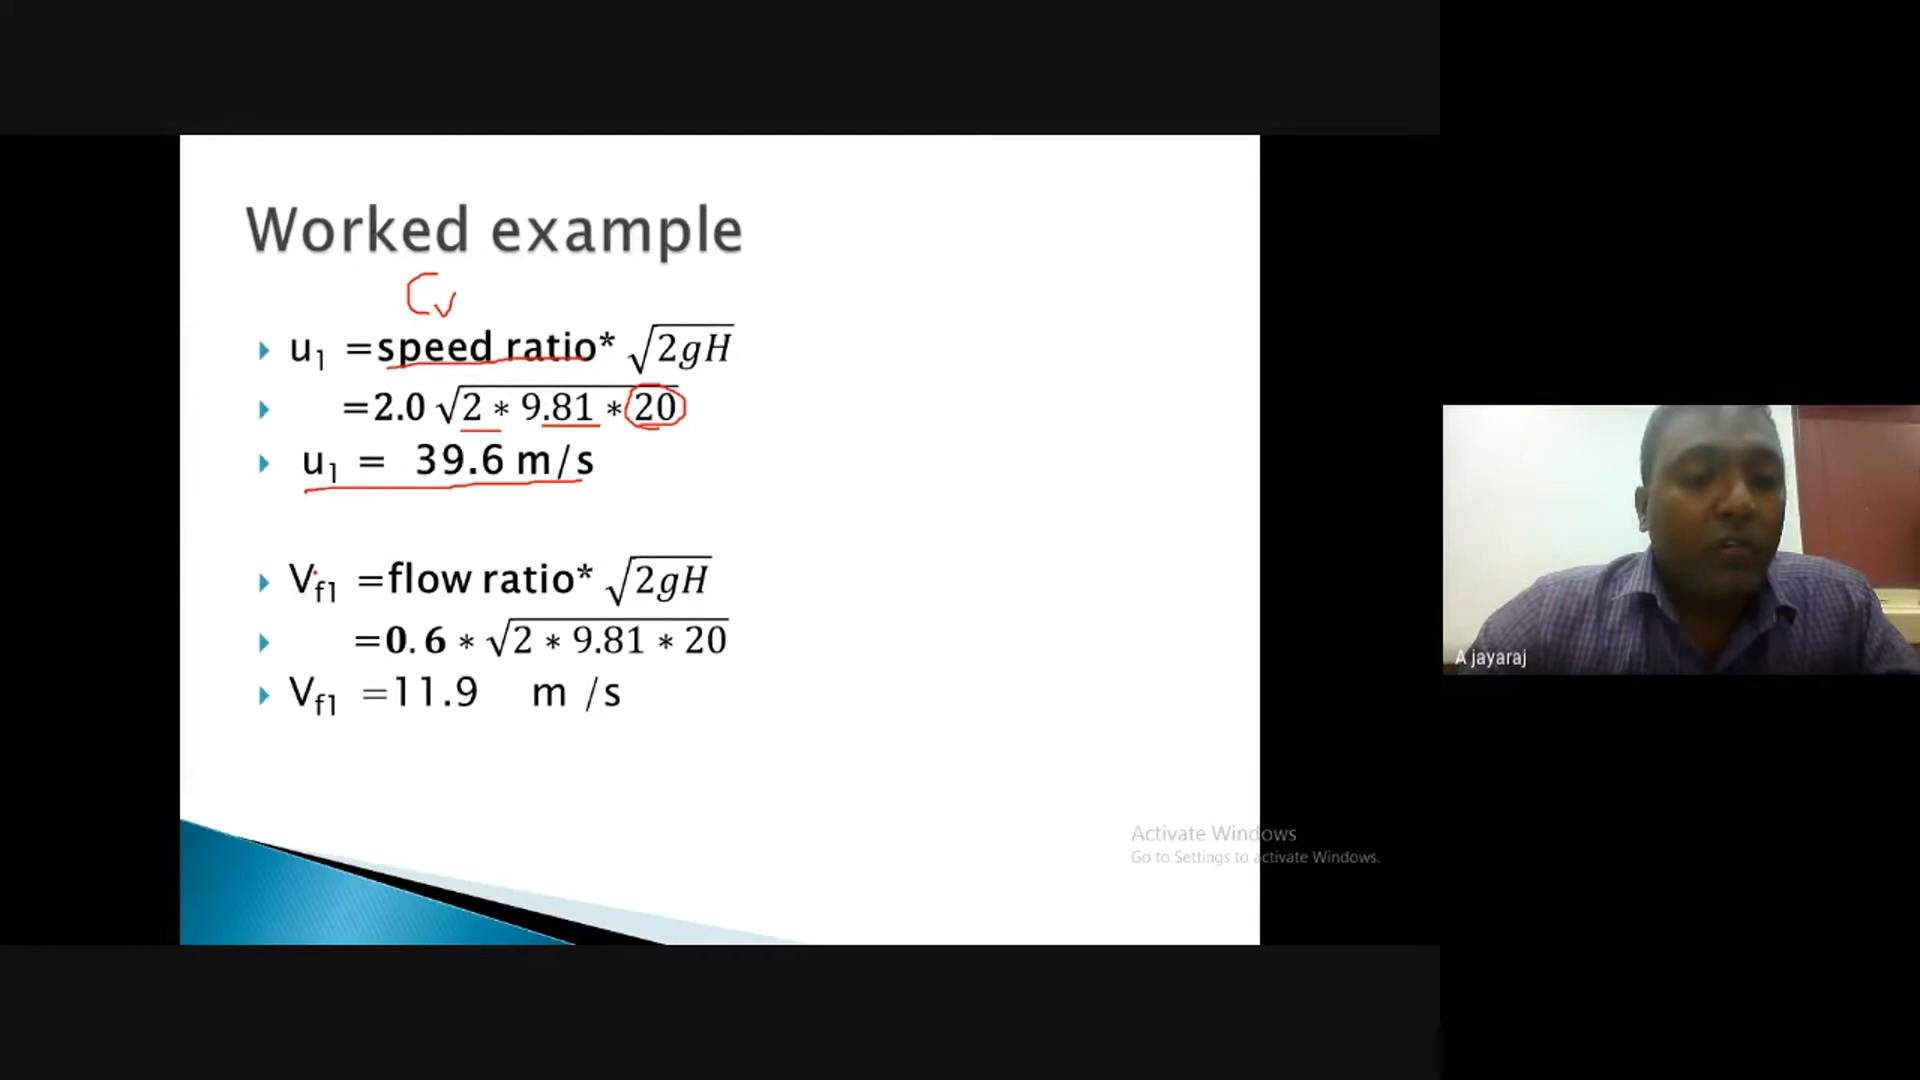 Worked example
Cv
u₁ =speed ratio* √2gH
=2.0 √2 * 9.81 * 20
u₁ = 39.6 m/s
Vf1 =flow ratio* √2gH
=0.6 * √2 * 9.81 * 20
Vf1 =11.9 m /s
Activate Windows
Go to Settings to activate Windows.
A jayaraj